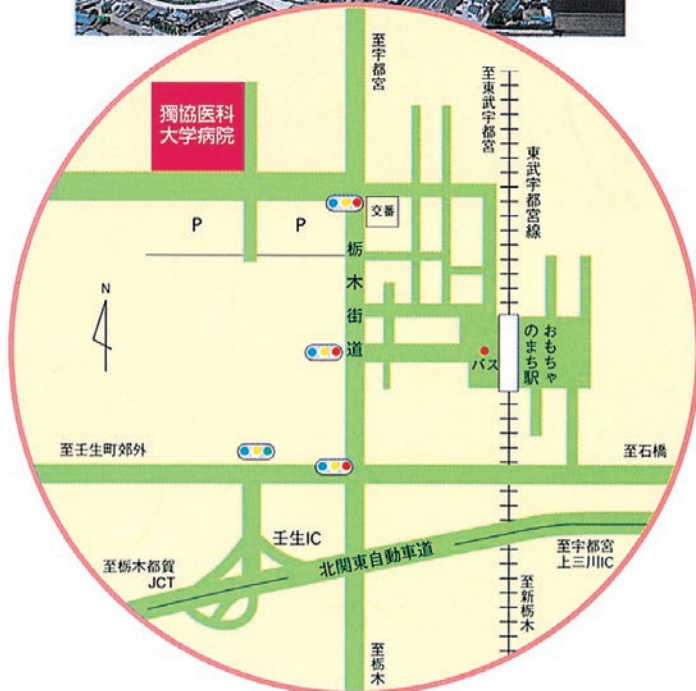 至宇都宮
至東武宇都宮
東武宇都宮線
獨協医科
大学病院
交番
P
P
栃木街道
N
おもちゃ
のまち駅
バス
至壬生町郊外
至石橋
壬生IC
北関東自動車道
至栃木都賀
JCT
至宇都宮
上三川IC
至新栃木
至栃木